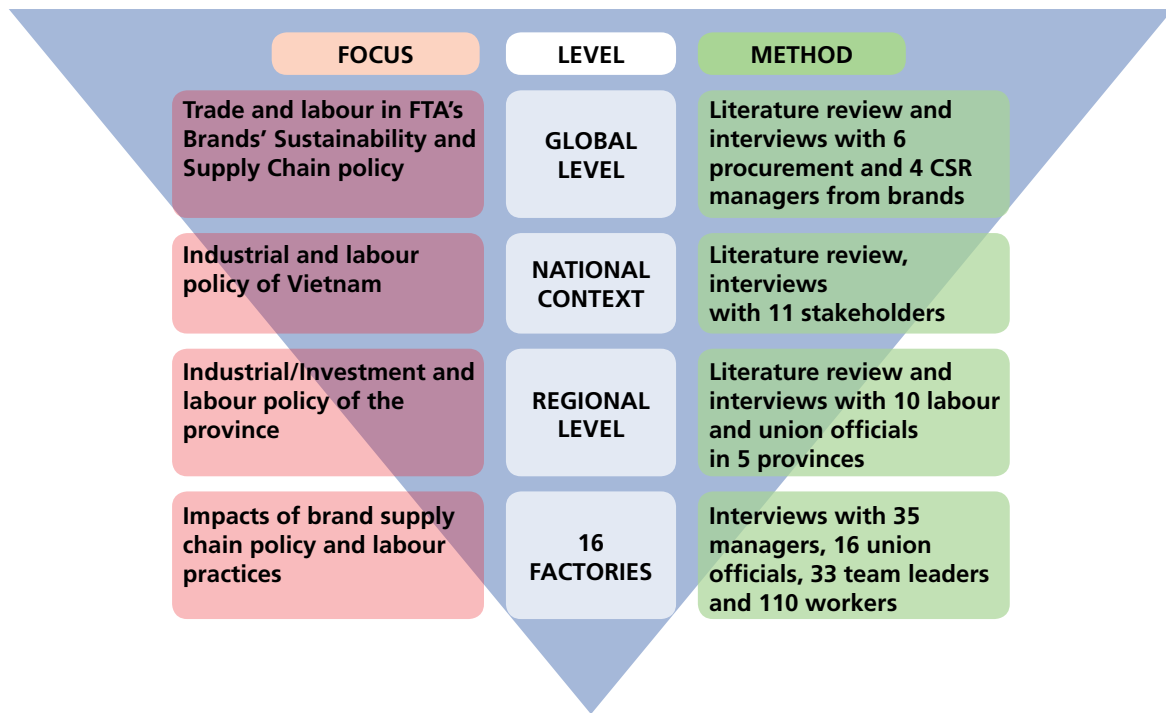 FOCUS
LEVEL
METHOD
Trade and labour in FTA's
Brands' Sustainability and
Supply Chain policy
GLOBAL
LEVEL
Literature review and
interviews with 6
procurement and 4 CSR
managers from brands
Industrial and labour
policy of Vietnam
NATIONAL
CONTEXT
Literature review,
interviews
with 11 stakeholders
Industrial/Investment and
labour policy of the
province
REGIONAL
LEVEL
Literature review and
interviews with 10 labour
and union officials
in 5 provinces
Impacts of brand supply
chain policy and labour
practices
16
FACTORIES
Interviews with 35
managers, 16 union
officials, 33 team leaders
and 110 workers